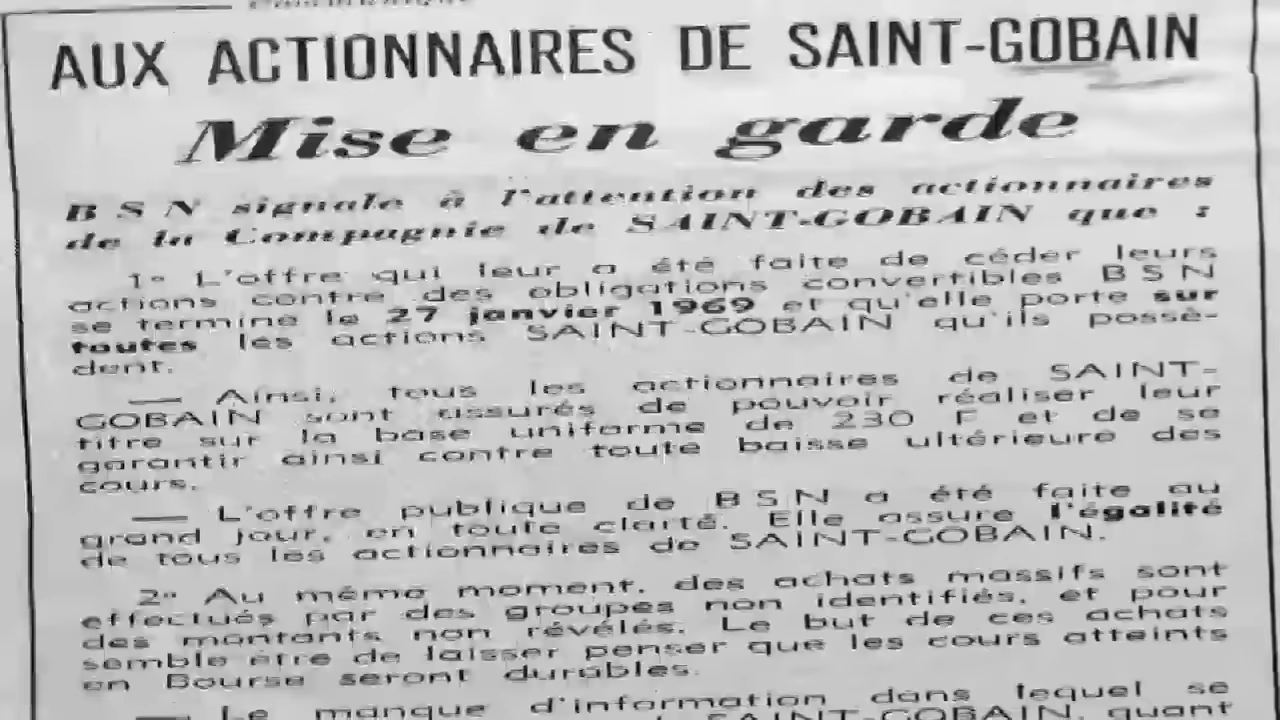 AUX ACTIONNAIRES DE SAINT-GOBAIN
Mise en garde
B S N signale à l'attention des actionnaires
de la Compagnie de SAINT-GOBAIN que :
1° L'offre qui leur a été faite de céder leurs
actions contre des obligations convertibles B S N
se termine le 27 janvier 1969 et qu'elle porte sur
toutes les actions SAINT-GOBAIN qu'ils possè-
dent.
— Ainsi, tous les actionnaires de SAINT-
GOBAIN sont assurés de pouvoir réaliser leur
titre sur la base uniforme de 230 F et de se
garantir ainsi contre toute baisse ultérieure des
cours.
— L'offre publique de B S N a été faite au
grand jour, en toute clarté. Elle assure l'égalité
de tous les actionnaires de SAINT-GOBAIN.
2° Au même moment, des achats massifs sont
effectués par des groupes non identifiés, et pour
des montants non révélés. Le but de ces achats
semble être de laisser penser que les cours atteints
en Bourse seront durables.
— Le manque d'information dans lequel se
SAINT-GOBAIN, quant